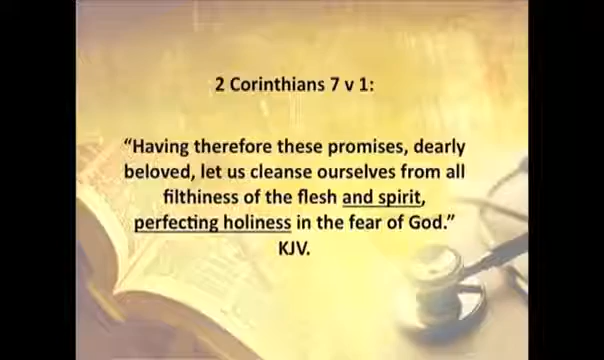 2 Corinthians 7 v 1:
“Having therefore these promises, dearly
beloved, let us cleanse ourselves from all
filthiness of the flesh and spirit,
perfecting holiness in the fear of God.”
KJV.